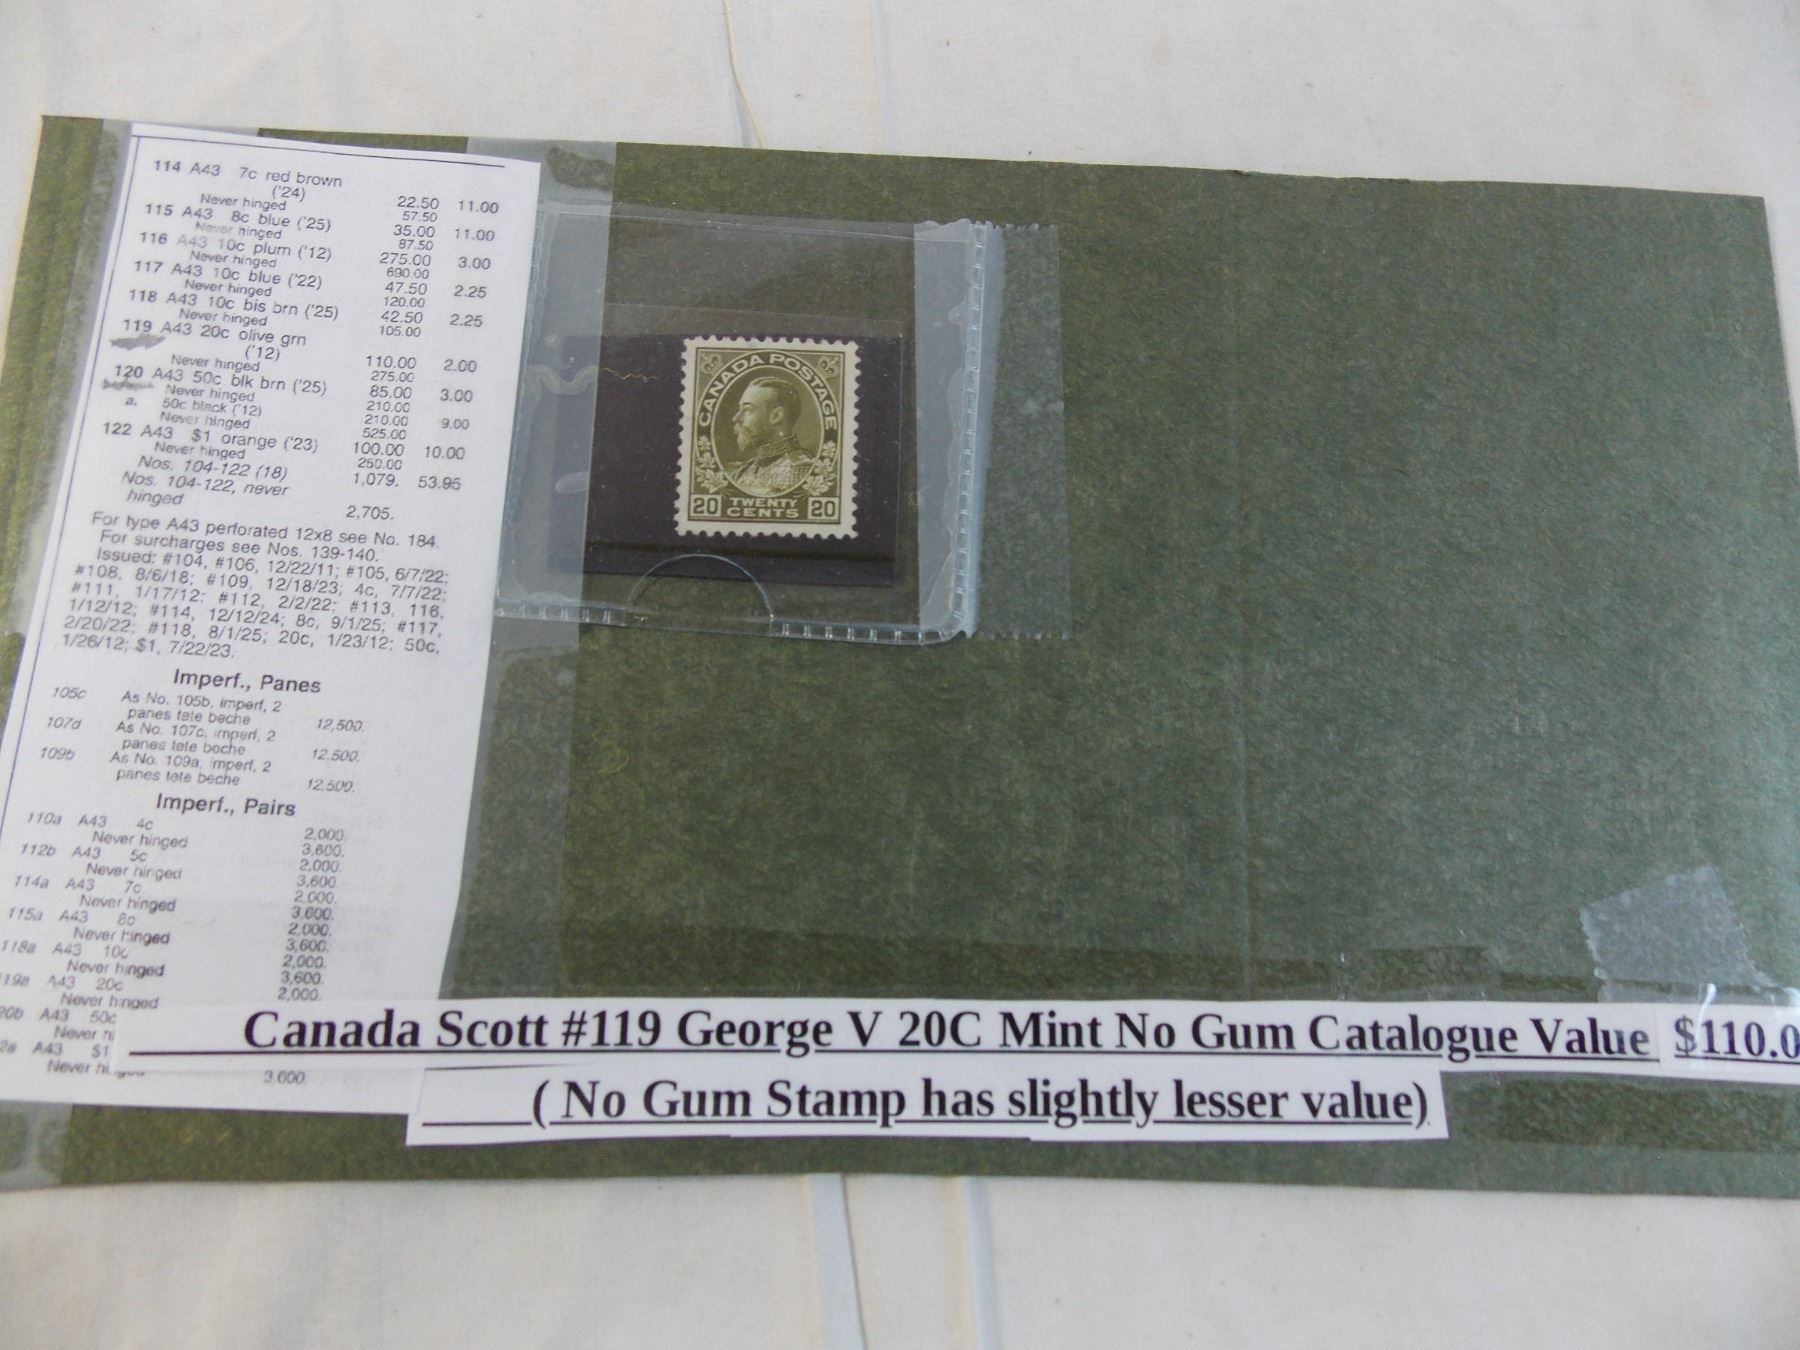 114 A43 7c red brown
('24) 22.50 11.00
Never hinged 57.50
115 A43 8c blue ('25) 35.00 11.00
Never hinged 87.50
116 A43 10c plum ('12) 275.00 3.00
Never hinged 690.00
117 A43 10c blue ('22) 47.50 2.25
Never hinged 120.00
118 A43 10c bis brn ('25) 42.50 2.25
Never hinged 105.00
119 A43 20c olive grn
('12) 110.00 2.00
Never hinged 275.00
120 A43 50c blk brn ('25) 85.00 3.00
Never hinged 210.00
a. 50c black ('12) 210.00 9.00
Never hinged 525.00
122 A43 $1 orange ('23) 100.00 10.00
Never hinged 250.00
Nos. 104-122 (18) 1,079. 53.95
Nos. 104-122, never
hinged 2,705.
For type A43 perforated 12x8 see No. 184.
For surcharges see Nos. 139-140.
Issued: #104, #106, 12/22/11; #105, 6/7/22;
#108, 8/6/18; #109, 12/18/23; 4c, 7/7/22;
#111, 1/17/12; #112, 2/2/22; #113, 116,
1/12/12; #114, 12/12/24; 8c, 9/1/25; #117,
2/20/22; #118, 8/1/25; 20c, 1/23/12; 50c,
1/26/12; $1, 7/22/23.
Imperf., Panes
105c As No. 105b, imperf, 2
panes tete beche 12,500.
107d As No. 107c, imperf, 2
panes tete beche 12,500.
109b As No. 109a, imperf, 2
panes tete beche 12,500.
Imperf., Pairs
110a A43 4c 2,000.
Never hinged 3,600.
112b A43 5c 2,000.
Never hinged 3,600.
114a A43 7c 2,000.
Never hinged 3,600.
115a A43 8c 2,000.
Never hinged 3,600.
118a A43 10c 2,000.
Never hinged 3,600.
19a A43 20c 2,000.
Never hinged
20b A43 50c
Never hi
2a A43 $1
Never hinged 3,600.
CANADA POSTAGE
20 TWENTY CENTS 20
Canada Scott #119 George V 20C Mint No Gum Catalogue Value $110.0
( No Gum Stamp has slightly lesser value)